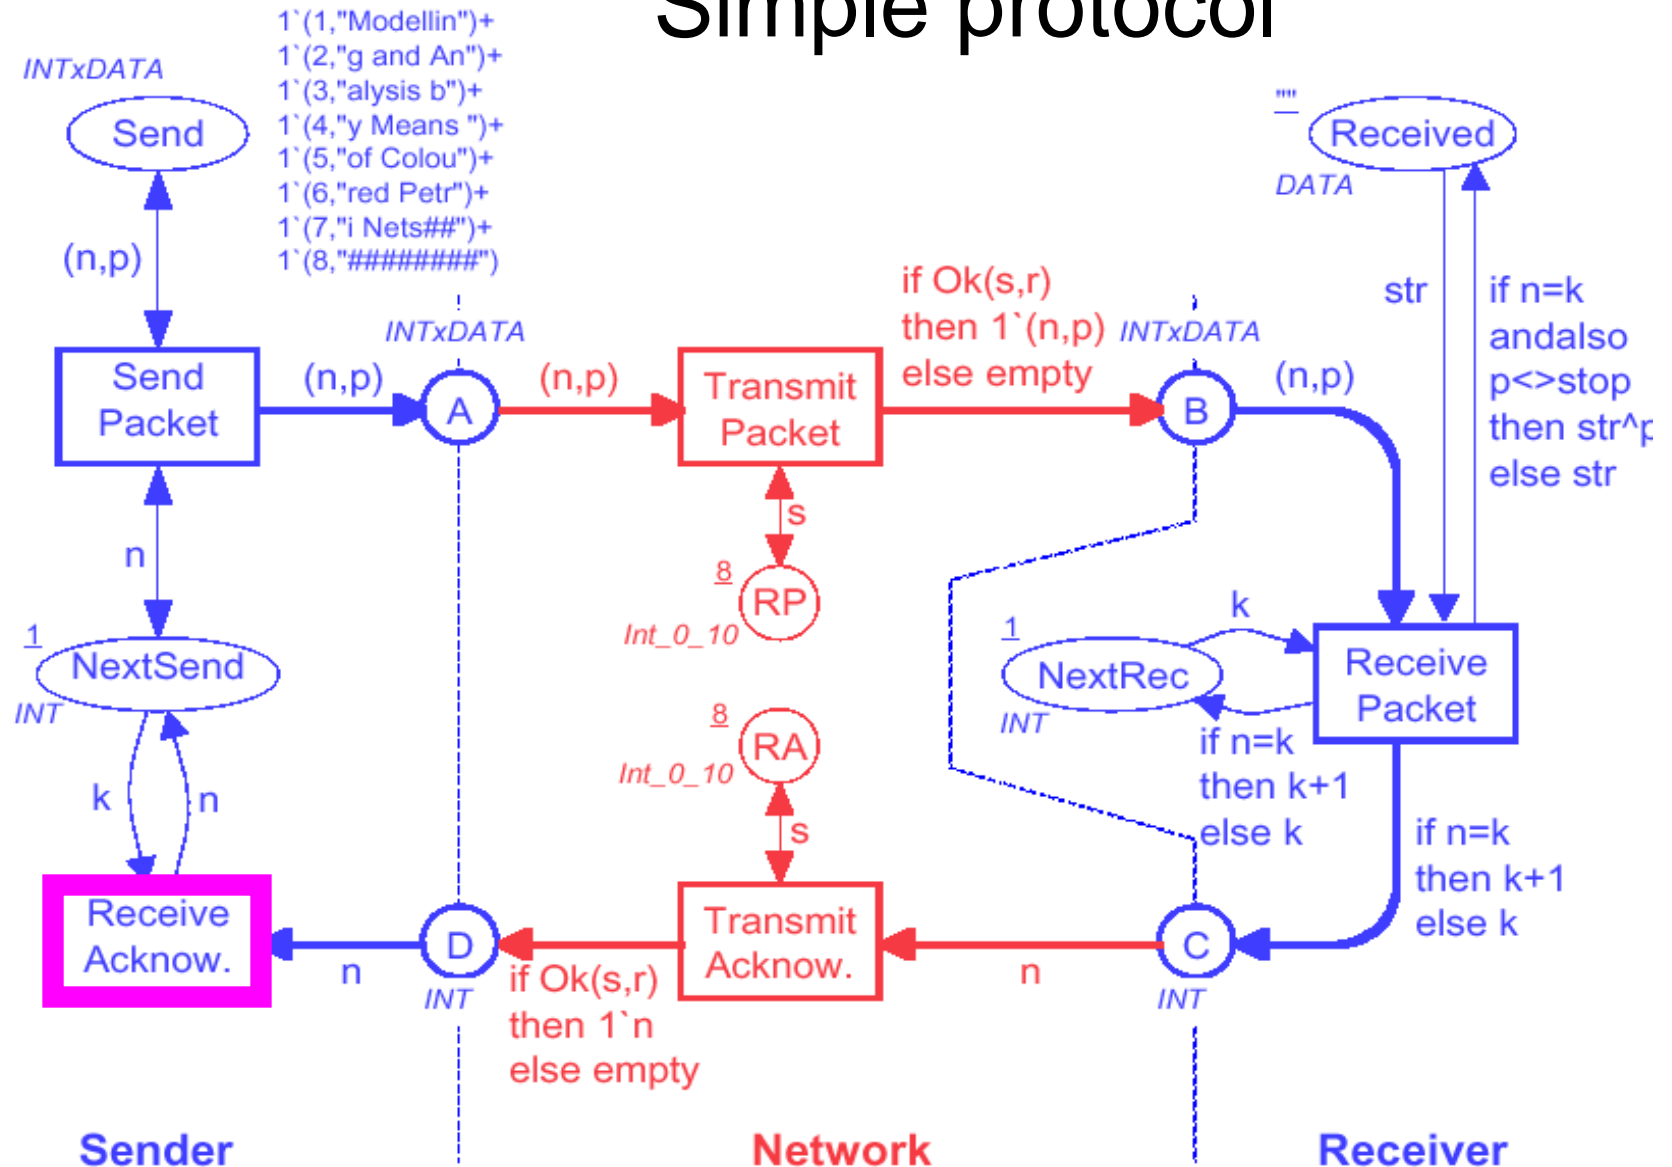 Simple protocol
1`(1,"Modellin")+
1`(2,"g and An")+
1`(3,"alysis b")+
1`(4,"y Means ")+
1`(5,"of Colou")+
1`(6,"red Petr")+
1`(7,"i Nets##")+
1`(8,"########")
INTxDATA
Send
(n,p)
Send
Packet
(n,p)
n
1
NextSend
INT
k
n
Receive
Acknow.
n
INTxDATA
A
(n,p)
Transmit
Packet
if Ok(s,r)
then 1`(n,p)
else empty
s
8
RP
Int_0_10
8
RA
Int_0_10
s
Transmit
Acknow.
D
INT
if Ok(s,r)
then 1`n
else empty
n
INTxDATA
B
(n,p)
""
Received
DATA
str
if n=k
andalso
p<>stop
then str^p
else str
k
1
NextRec
INT
Receive
Packet
if n=k
then k+1
else k
if n=k
then k+1
else k
C
INT
Sender
Network
Receiver